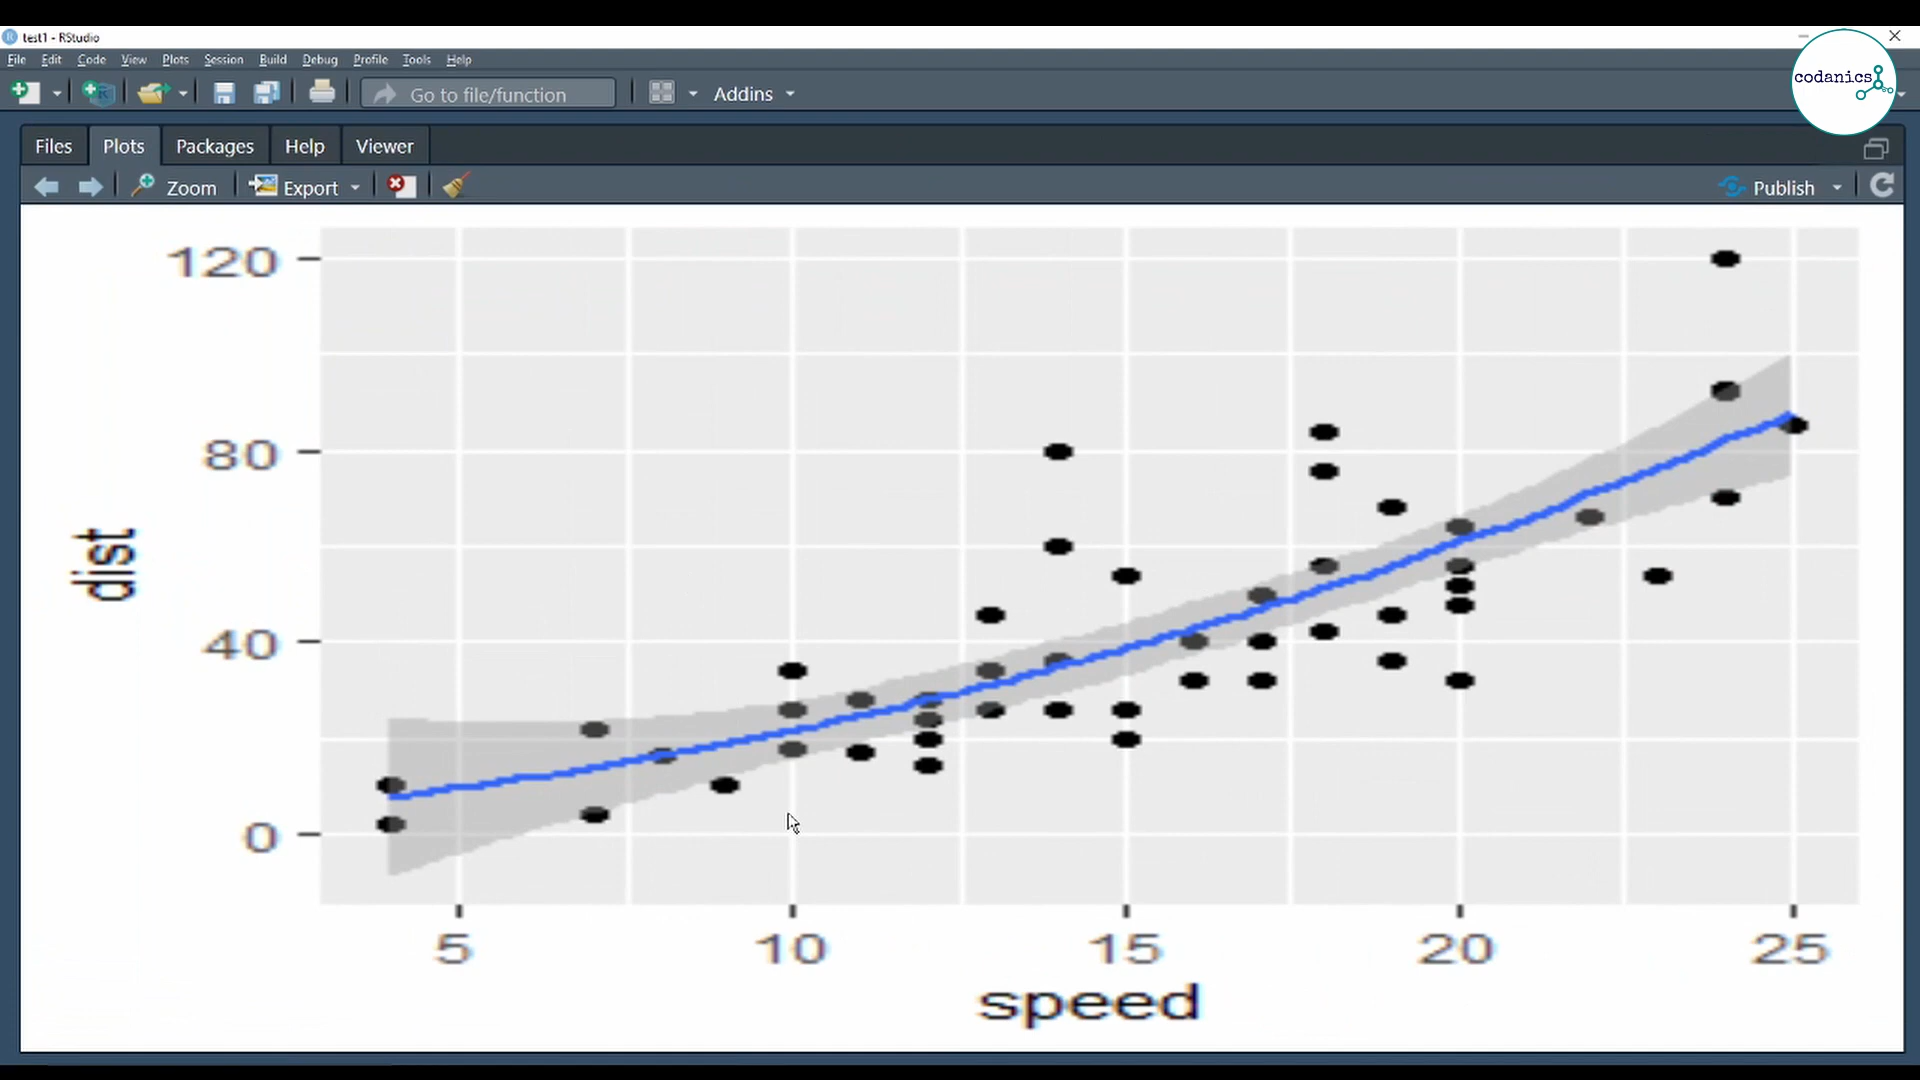 test1 - RStudio
File Edit Code View Plots Session Build Debug Profile Tools Help
Go to file/function Addins
codanics
Files Plots Packages Help Viewer
Zoom Export Publish
120
80
40
0
dist
5 10 15 20 25
speed